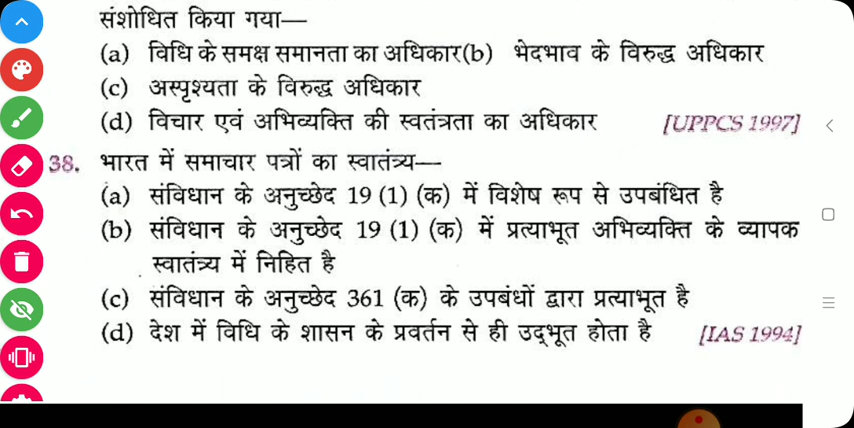 संशोधित किया गया—
(a) विधि के समक्ष समानता का अधिकार(b) भेदभाव के विरुद्ध अधिकार
(c) अस्पृश्यता के विरुद्ध अधिकार
(d) विचार एवं अभिव्यक्ति की स्वतंत्रता का अधिकार [UPPCS 1997]
38. भारत में समाचार पत्रों का स्वातंत्र्य—
(a) संविधान के अनुच्छेद 19 (1) (क) में विशेष रूप से उपबंधित है
(b) संविधान के अनुच्छेद 19 (1) (क) में प्रत्याभूत अभिव्यक्ति के व्यापक
स्वातंत्र्य में निहित है
(c) संविधान के अनुच्छेद 361 (क) के उपबंधों द्वारा प्रत्याभूत है
(d) देश में विधि के शासन के प्रवर्तन से ही उद्भूत होता है [IAS 1994]